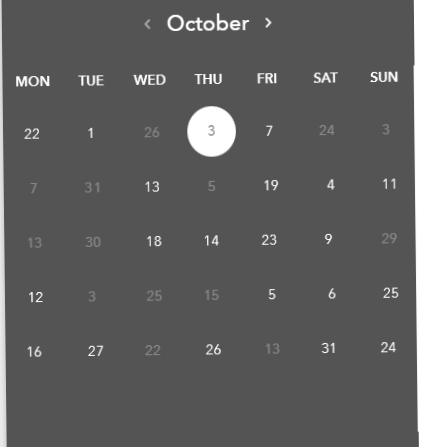 ‹ October ›
MON TUE WED THU FRI SAT SUN
22 1 26 3 7 24 3
7 31 13 5 19 4 11
13 30 18 14 23 9 29
12 3 25 15 5 6 25
16 27 22 26 13 31 24